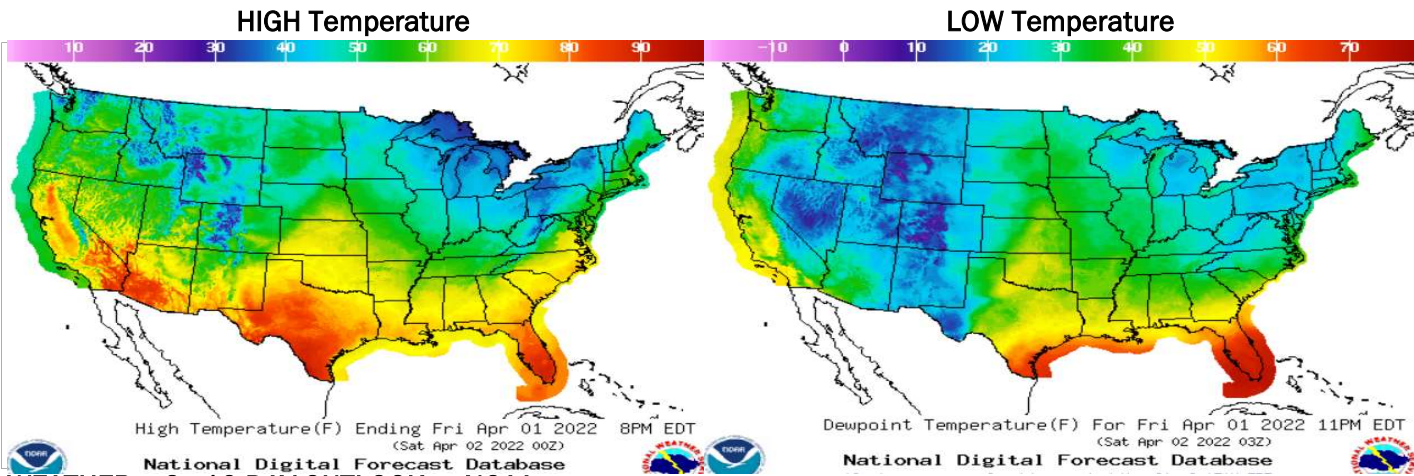 HIGH Temperature
LOW Temperature
10 20 30 40 50 60 70 80 90
-10 0 10 20 30 40 50 60 70
High Temperature(F) Ending Fri Apr 01 2022 8PM EDT
(Sat Apr 02 2022 00Z)
National Digital Forecast Database
Dewpoint Temperature(F) For Fri Apr 01 2022 11PM EDT
(Sat Apr 02 2022 03Z)
National Digital Forecast Database